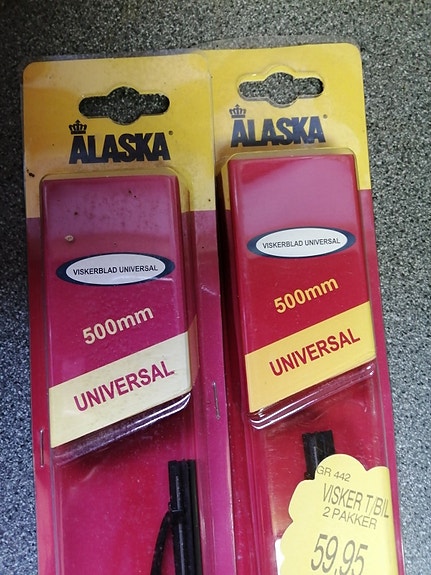 ALASKA
VISKERBLAD UNIVERSAL
500mm
UNIVERSAL
ALASKA
VISKERBLAD UNIVERSAL
500mm
UNIVERSAL
GR 442
VISKER T/BIL
2 PAKKER
59,95